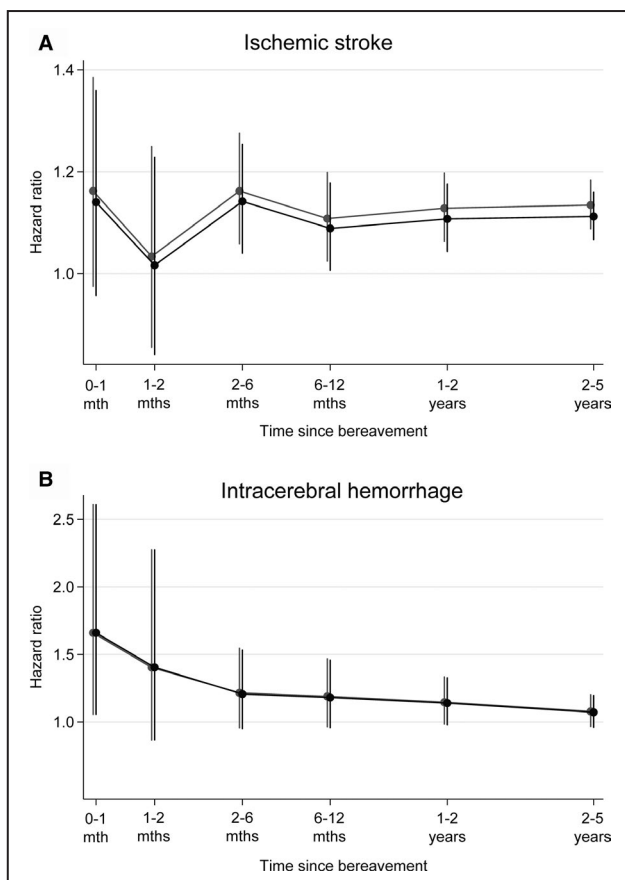 A
Ischemic stroke
1.4
1.2
1.0
Hazard ratio
0-1 1-2 2-6 6-12 1-2 2-5
mth mths mths mths years years
Time since bereavement
B
Intracerebral hemorrhage
2.5
2.0
1.5
1.0
Hazard ratio
0-1 1-2 2-6 6-12 1-2 2-5
mth mths mths mths years years
Time since bereavement